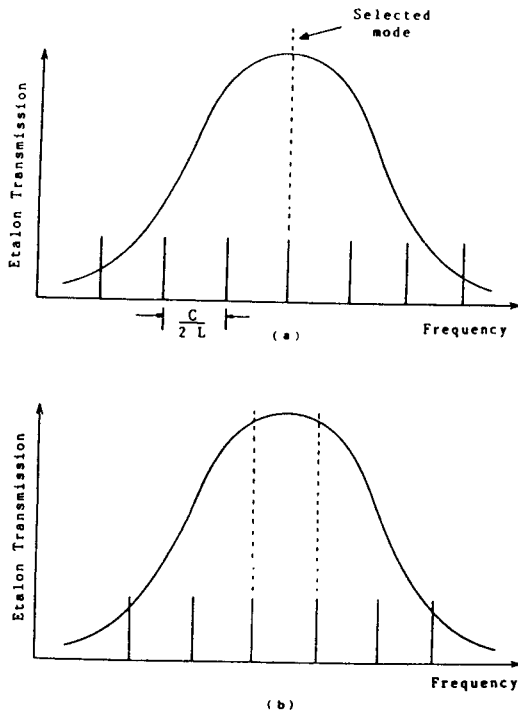 Selected
mode
Etalon Transmission
C
2 L
(a)
Frequency
Etalon Transmission
Frequency
(b)